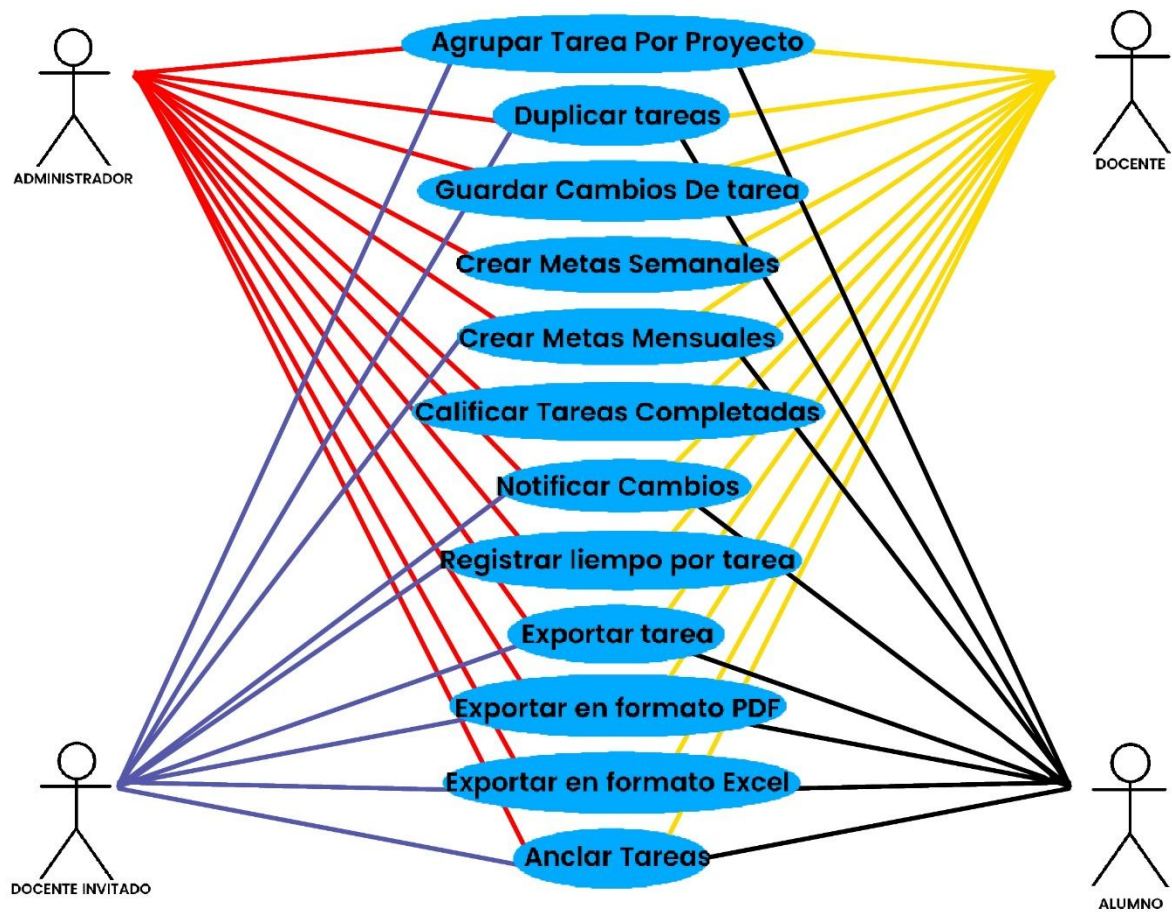 Agrupar Tarea Por Proyecto
Duplicar tareas
ADMINISTRADOR
DOCENTE
Guardar Cambios De tarea
Crear Metas Semanales
Crear Metas Mensuales
Calificar Tareas Completadas
Notificar Cambios
Registrar liempo por tarea
Exportar tarea
Exportar en formato PDF
Exportar en formato Excel
Anclar Tareas
DOCENTE INVITADO
ALUMNO